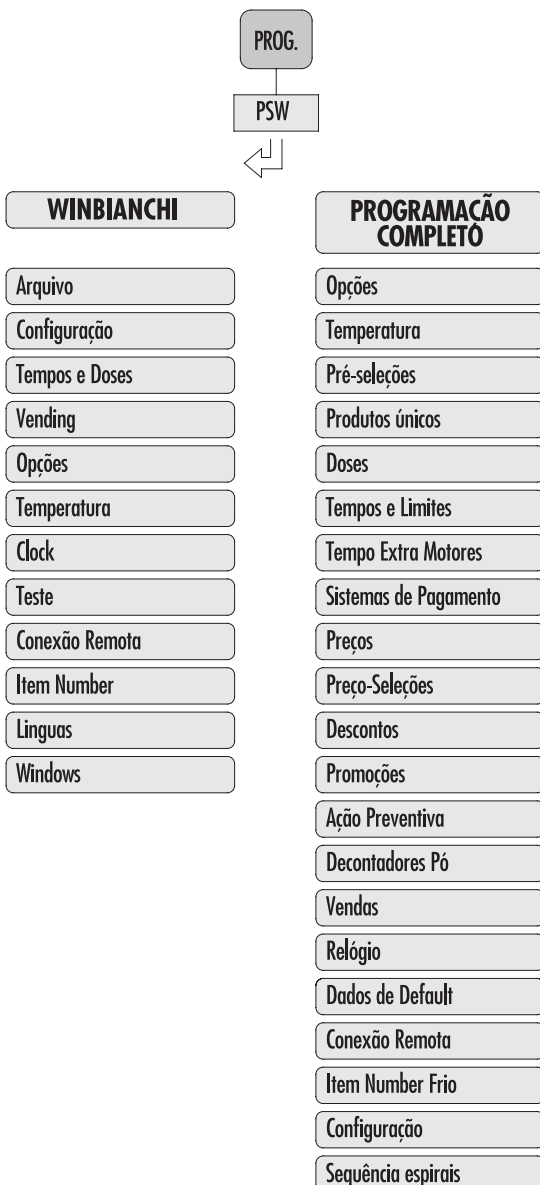 PROG.
PSW
WINBIANCHI
Arquivo
Configuração
Tempos e Doses
Vending
Opções
Temperatura
Clock
Teste
Conexão Remota
Item Number
Linguas
Windows
PROGRAMAÇÃO
COMPLETO
Opções
Temperatura
Pré-seleções
Produtos únicos
Doses
Tempos e Limites
Tempo Extra Motores
Sistemas de Pagamento
Preços
Preço-Seleções
Descontos
Promoções
Ação Preventiva
Decontadores Pó
Vendas
Relógio
Dados de Default
Conexão Remota
Item Number Frio
Configuração
Sequência espirais